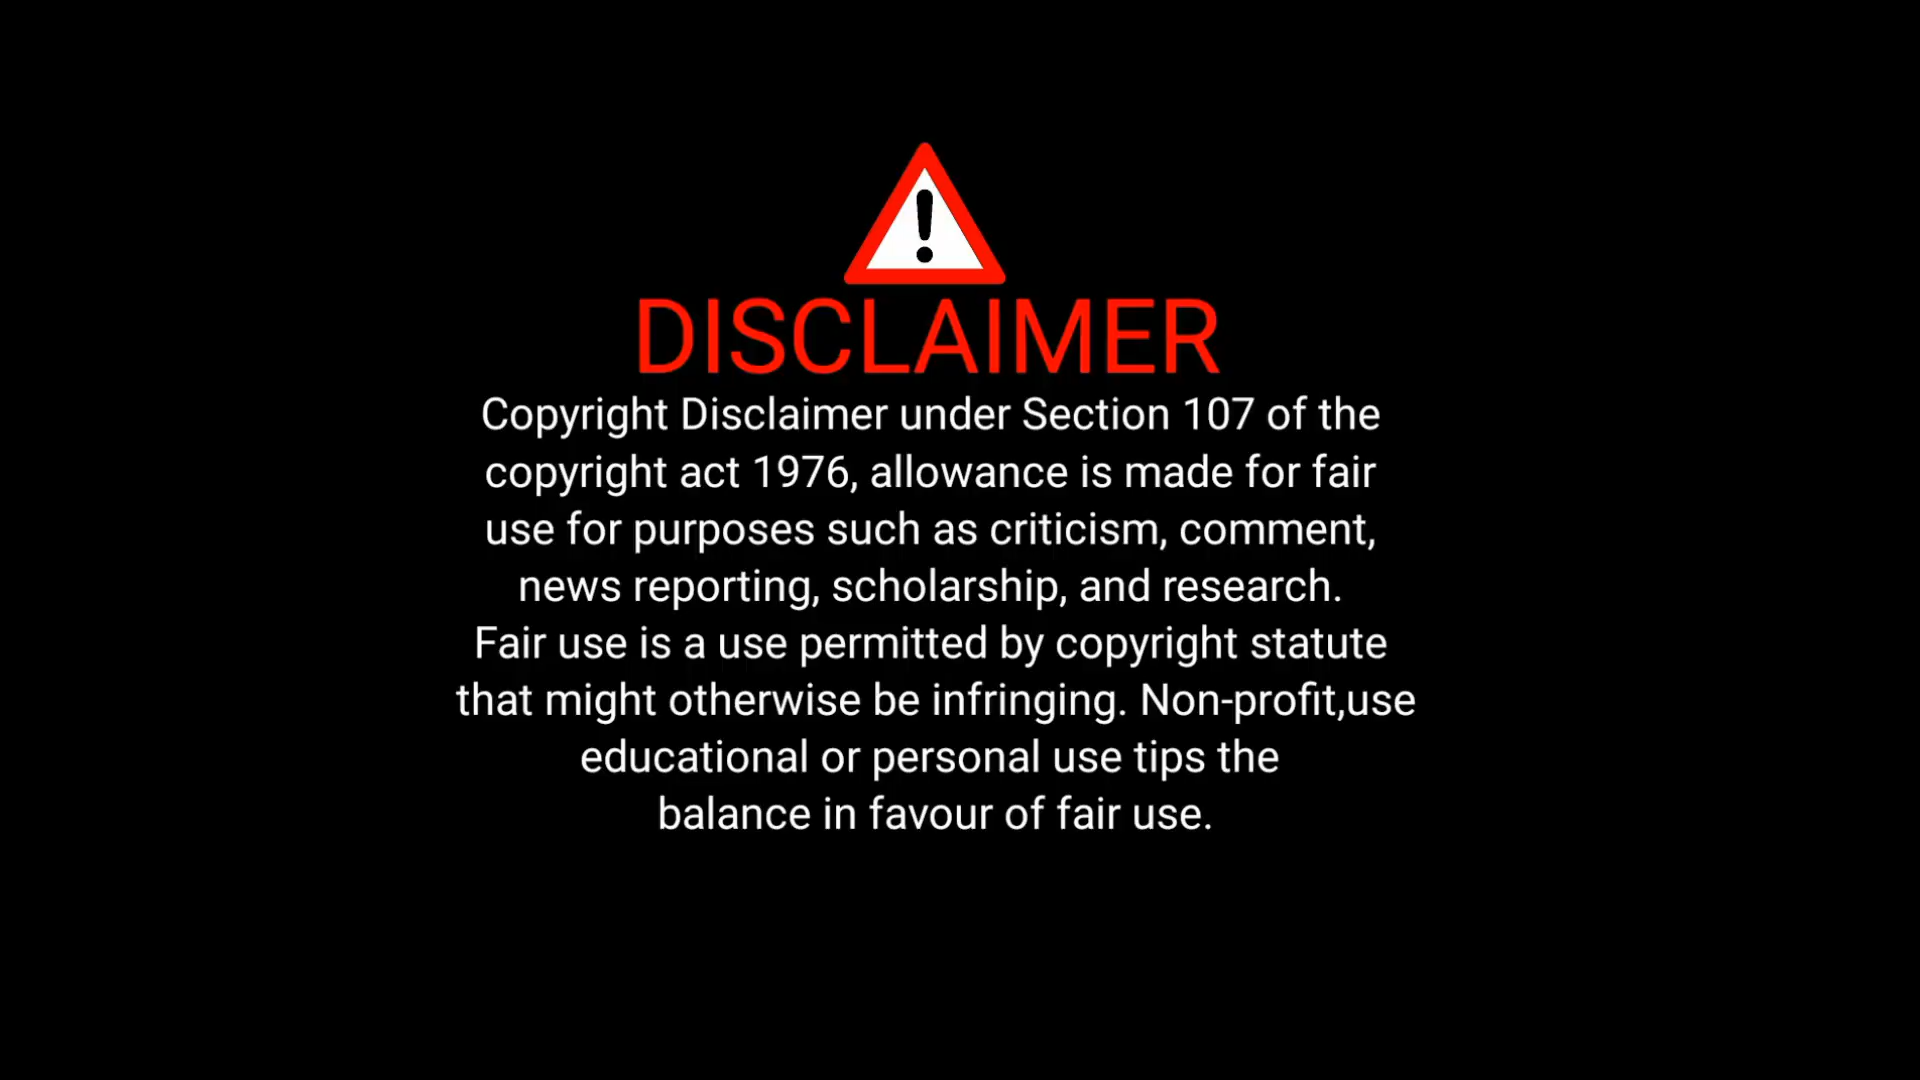 DISCLAIMER
Copyright Disclaimer under Section 107 of the
copyright act 1976, allowance is made for fair
use for purposes such as criticism, comment,
news reporting, scholarship, and research.
Fair use is a use permitted by copyright statute
that might otherwise be infringing. Non-profit,use
educational or personal use tips the
balance in favour of fair use.